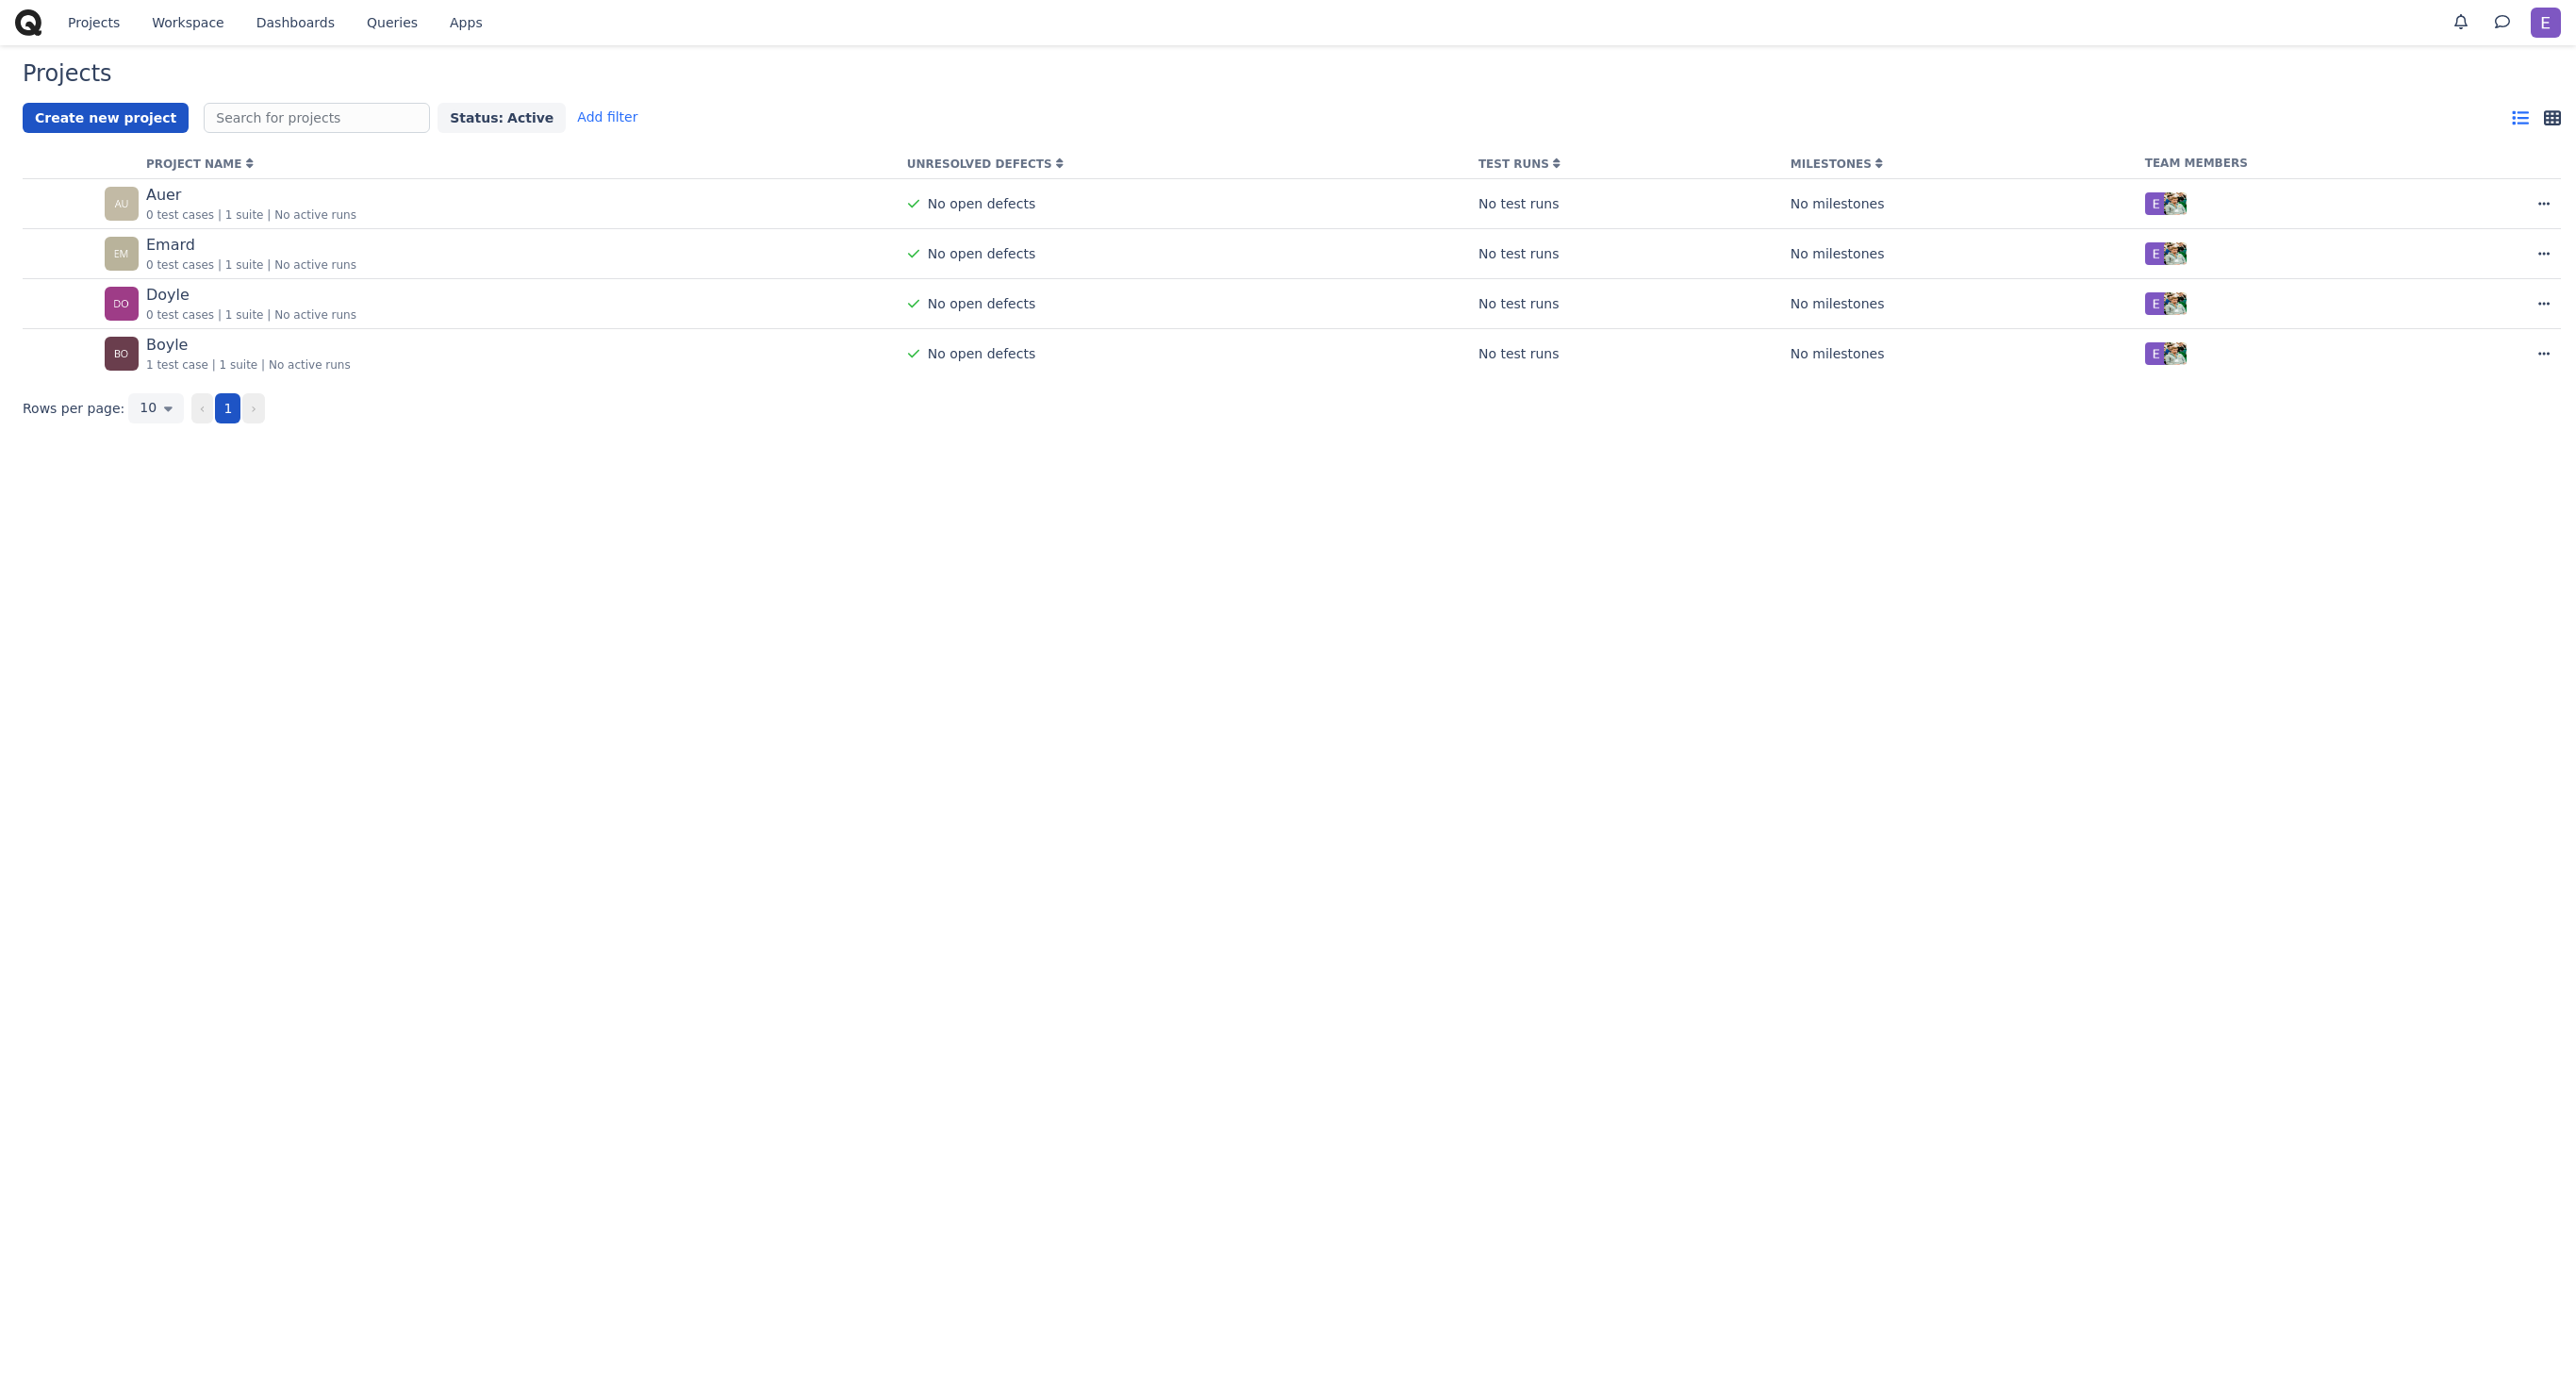 Projects Workspace Dashboards Queries Apps E
Projects
Create new project Search for projects Status: Active Add filter
PROJECT NAME UNRESOLVED DEFECTS TEST RUNS MILESTONES TEAM MEMBERS
AU Auer
0 test cases | 1 suite | No active runs No open defects No test runs No milestones E
EM Emard
0 test cases | 1 suite | No active runs No open defects No test runs No milestones E
DO Doyle
0 test cases | 1 suite | No active runs No open defects No test runs No milestones E
BO Boyle
1 test case | 1 suite | No active runs No open defects No test runs No milestones E
Rows per page: 10 ‹ 1 ›